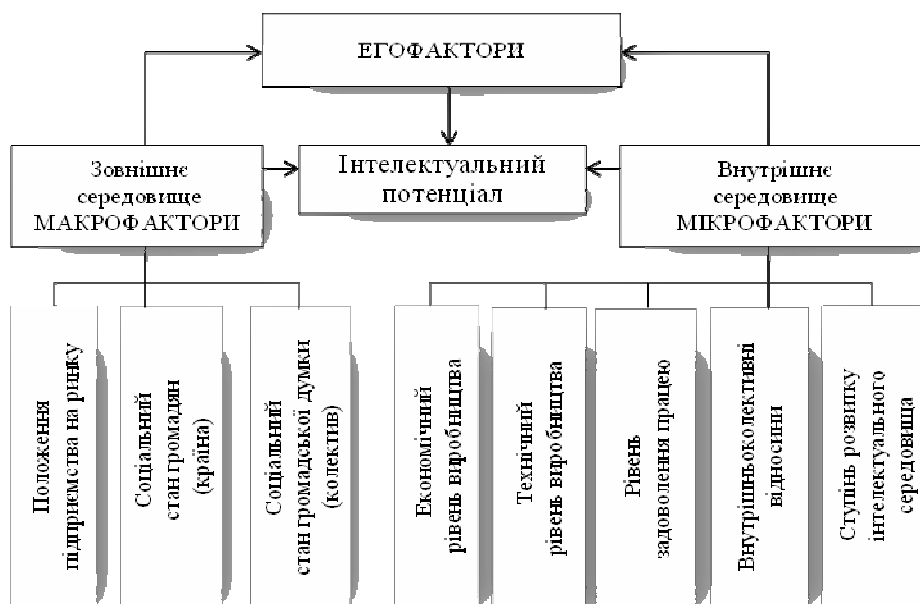 ЕГОФАКТОРИ
Зовнішнє
середовище
МАКРОФАКТОРИ
Інтелектуальний
потенціал
Внутрішнє
середовище
МІКРОФАКТОРИ
Положення
підприємства на ринку
Соціальний
стан громадян
(країна)
Соціальний
стан громадської думки
(колектив)
Економічний
рівень виробництва
Технічний
рівень виробництва
Рівень
задоволення працею
Внутрішньоколективні
відносини
Ступінь розвику
інтелектуального
середовища